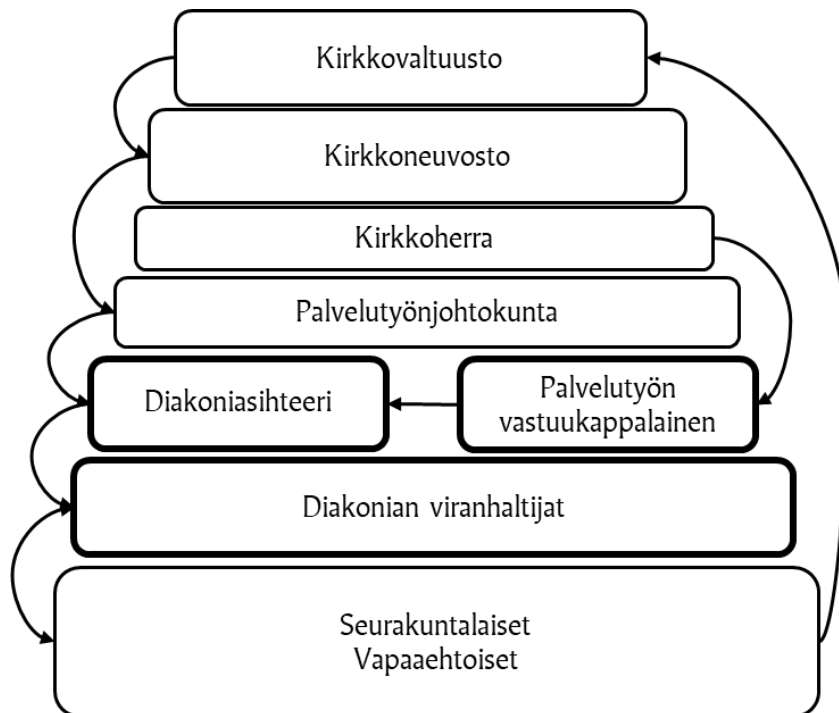 Kirkkovaltuusto
Kirkkoneuvosto
Kirkkoherra
Palvelutyönjohtokunta
Diakoniasihteeri
Palvelutyön
vastuukappalainen
Diakonian viranhaltijat
Seurakuntalaiset
Vapaaehtoiset